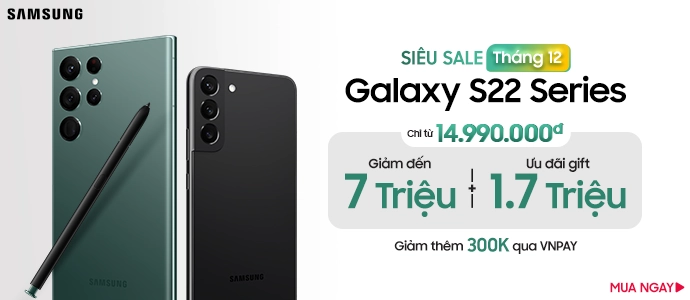 SAMSUNG
SIÊU SALE Tháng 12
Galaxy S22 Series
Chỉ từ 14.990.000đ
Giảm đến
7 Triệu
+
Ưu đãi gift
1.7 Triệu
Giảm thêm 300K qua VNPAY
SAMSUNG
SAMSUNG
MUA NGAY